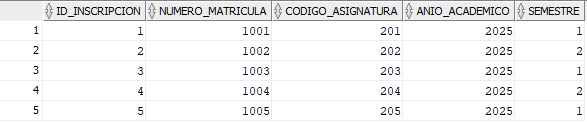 ID_INSCRIPCION NUMERO_MATRICULA CODIGO_ASIGNATURA ANIO_ACADEMICO SEMESTRE
1 1 1001 201 2025 1
2 2 1002 202 2025 2
3 3 1003 203 2025 1
4 4 1004 204 2025 2
5 5 1005 205 2025 1